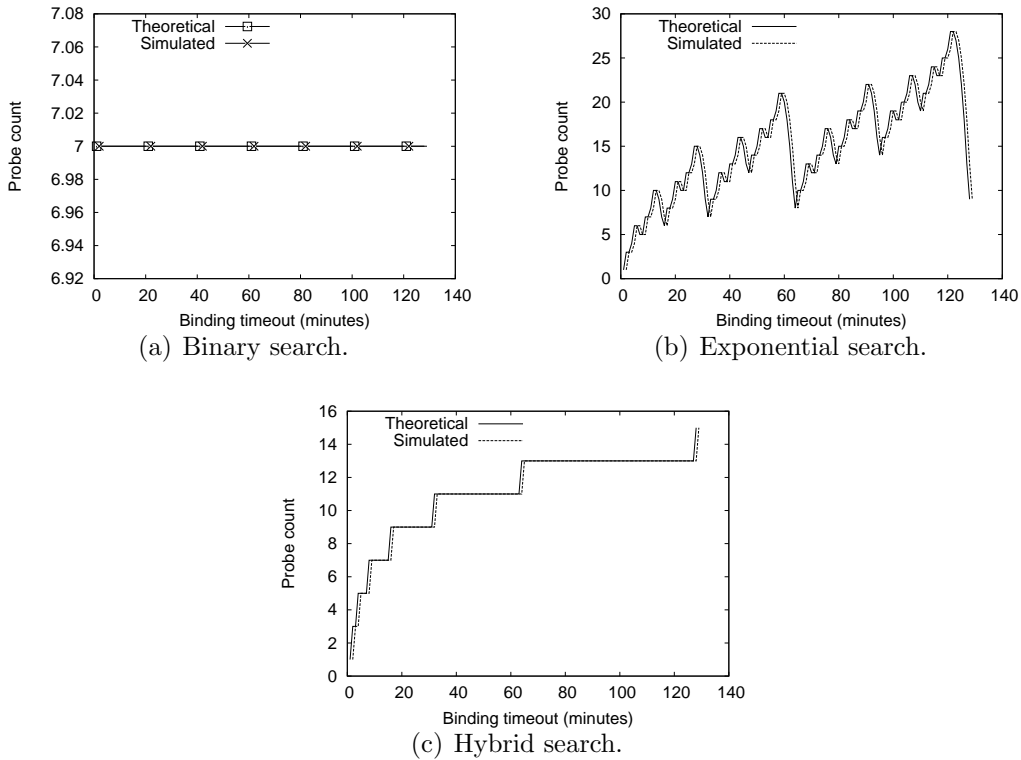 7.08
7.06
7.04
7.02
7
6.98
6.96
6.94
6.92
Probe count
Theoretical
Simulated
0 20 40 60 80 100 120 140
Binding timeout (minutes)
(a) Binary search.
30
25
20
15
10
5
0
Probe count
Theoretical
Simulated
0 20 40 60 80 100 120 140
Binding timeout (minutes)
(b) Exponential search.
16
14
12
10
8
6
4
2
0
Probe count
Theoretical
Simulated
0 20 40 60 80 100 120 140
Binding timeout (minutes)
(c) Hybrid search.